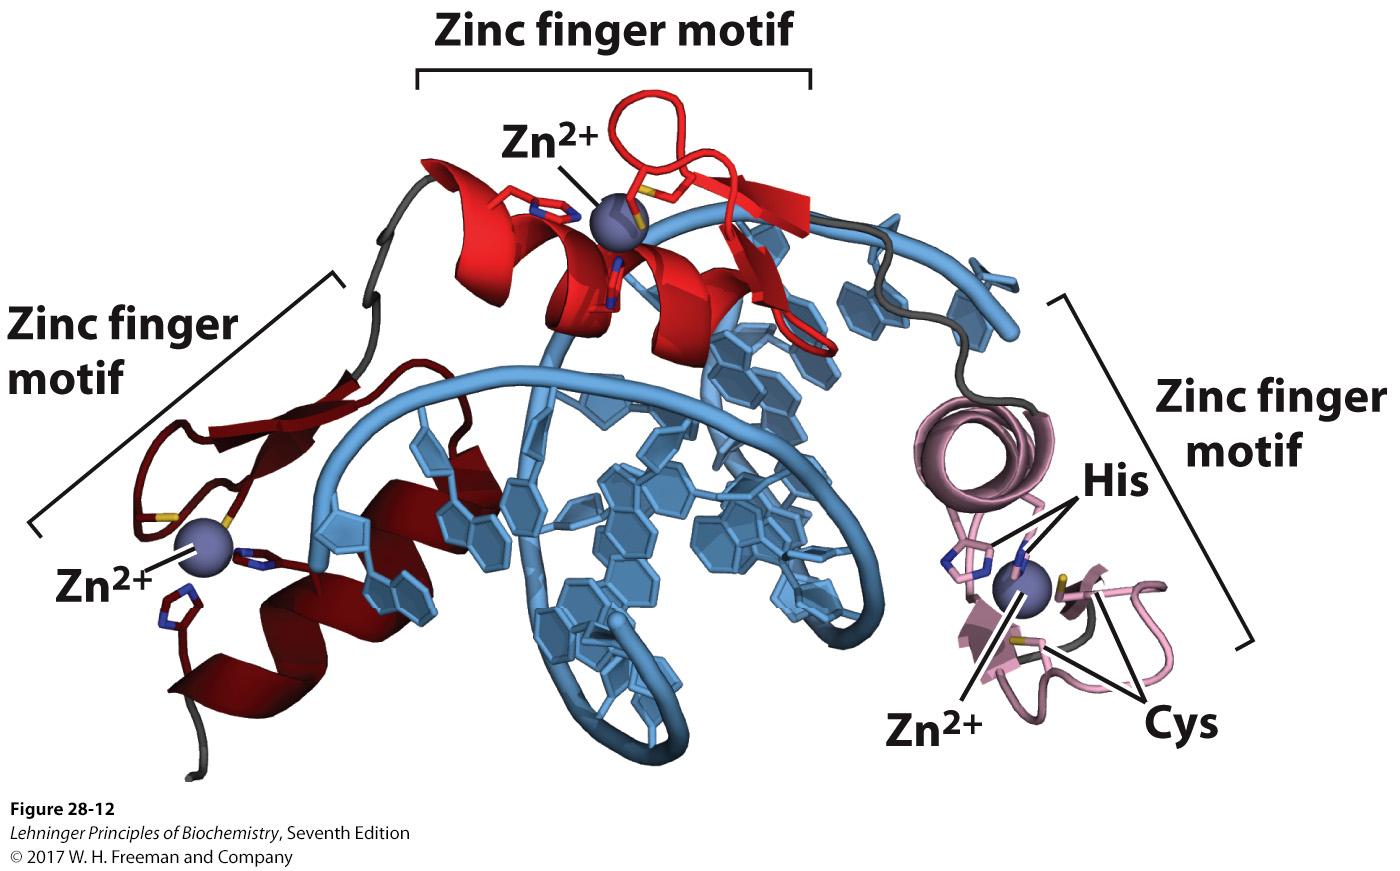 Zinc finger motif
Zn2+
Zinc finger
motif
Zinc finger
motif
His
Zn2+
Zn2+
Cys
Figure 28-12
Lehninger Principles of Biochemistry, Seventh Edition
© 2017 W. H. Freeman and Company